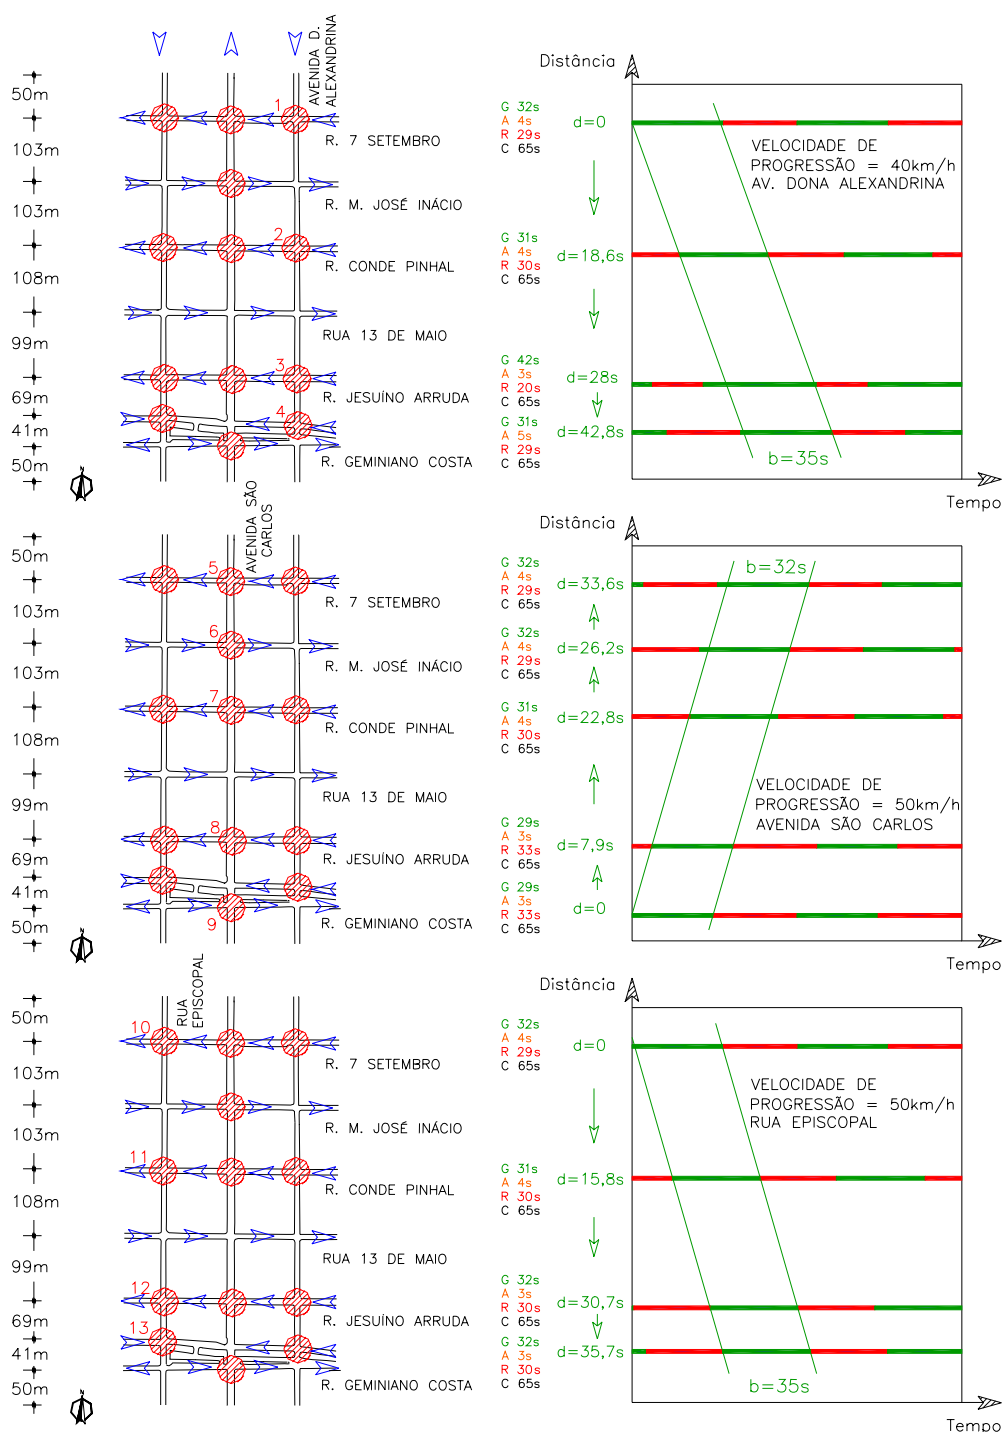 AVENIDA D.
ALEXANDRINA
50m
103m
103m
108m
99m
69m
41m
50m
N
1
R. 7 SETEMBRO
R. M. JOSÉ INÁCIO
2
R. CONDE PINHAL
RUA 13 DE MAIO
3
R. JESUÍNO ARRUDA
4
R. GEMINIANO COSTA
Distância
G 32s
A 4s
R 29s
C 65s
d=0
G 31s
A 4s
R 30s
C 65s
d=18,6s
G 42s
A 3s
R 20s
C 65s
d=28s
G 31s
A 5s
R 29s
C 65s
d=42,8s
VELOCIDADE DE
PROGRESSÃO = 40km/h
AV. DONA ALEXANDRINA
b=35s
Tempo
AVENIDA SÃO
CARLOS
50m
103m
103m
108m
99m
69m
41m
50m
N
5
R. 7 SETEMBRO
6
R. M. JOSÉ INÁCIO
7
R. CONDE PINHAL
RUA 13 DE MAIO
8
R. JESUÍNO ARRUDA
9
R. GEMINIANO COSTA
Distância
G 32s
A 4s
R 29s
C 65s
d=33,6s
G 32s
A 4s
R 29s
C 65s
d=26,2s
G 31s
A 4s
R 30s
C 65s
d=22,8s
G 29s
A 3s
R 33s
C 65s
d=7,9s
G 29s
A 3s
R 33s
C 65s
d=0
b=32s
VELOCIDADE DE
PROGRESSÃO = 50km/h
AVENIDA SÃO CARLOS
Tempo
RUA
EPISCOPAL
50m
103m
103m
108m
99m
69m
41m
50m
N
10
R. 7 SETEMBRO
R. M. JOSÉ INÁCIO
11
R. CONDE PINHAL
RUA 13 DE MAIO
12
R. JESUÍNO ARRUDA
13
R. GEMINIANO COSTA
Distância
G 32s
A 4s
R 29s
C 65s
d=0
G 31s
A 4s
R 30s
C 65s
d=15,8s
G 32s
A 3s
R 30s
C 65s
d=30,7s
G 32s
A 3s
R 30s
C 65s
d=35,7s
VELOCIDADE DE
PROGRESSÃO = 50km/h
RUA EPISCOPAL
b=35s
Tempo